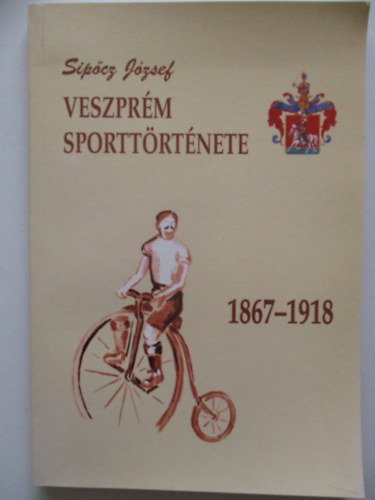 Sipőcz József
VESZPRÉM
SPORTTÖRTÉNETE
1867–1918